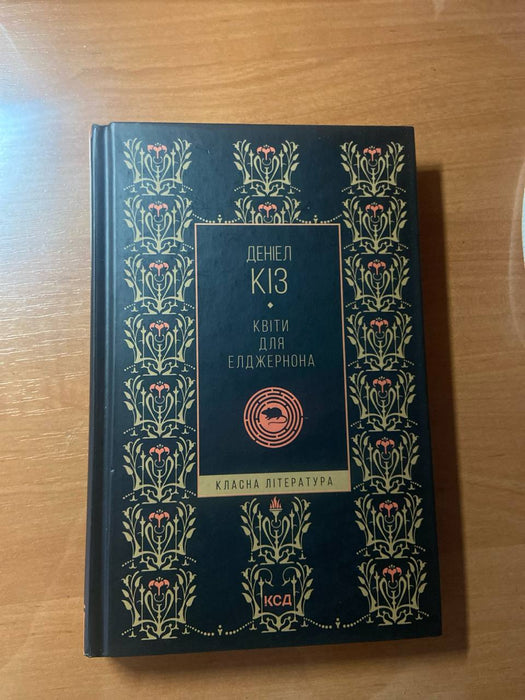 ДЕНІЕЛ
КІЗ
КВІТИ
ДЛЯ
ЕЛДЖЕРНОНА
КЛАСНА ЛІТЕРАТУРА
КСД